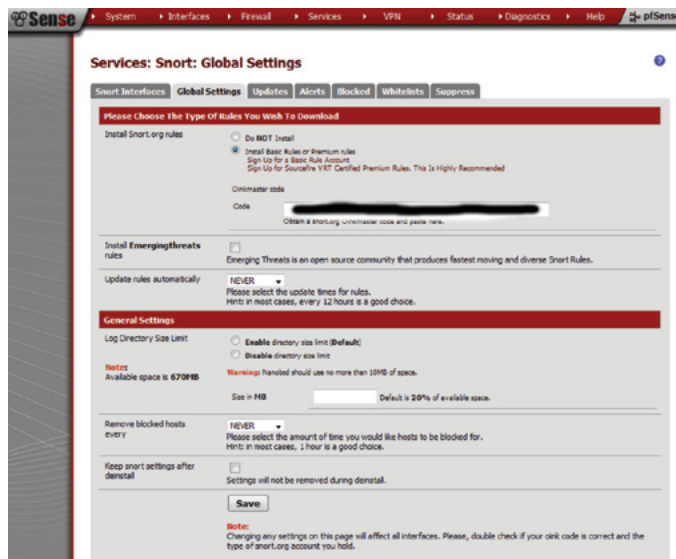 Sense
System
Interfaces
Firewall
Services
VPN
Status
Diagnostics
Help
pfSens
Services: Snort: Global Settings
Snort Interfaces
Global Settings
Updates
Alerts
Blocked
Whitelists
Suppress
Please Choose The Type Of Rules You Wish To Download
Install Snort.org rules
Do NOT Install
Install Basic Rules or Premium rules
Sign Up for a Basic Rule Account
Sign Up for Sourcefire VRT Certified Premium Rules. This Is Highly Recommended
Oinkmaster code
Code
Obtain a snort.org Oinkmaster code and paste here.
Install Emergingthreats
rules
Emerging Threats is an open source community that produces fastest moving and diverse Snort Rules.
Update rules automatically
NEVER
Please select the update times for rules.
Hint: in most cases, every 12 hours is a good choice.
General Settings
Log Directory Size Limit
Enable directory size limit (Default)
Disable directory size limit
Note:
Available space is 670MB
Warning: Nanobsd should use no more than 10MB of space.
Size in MB
Default is 20% of available space.
Remove blocked hosts
every
NEVER
Please select the amount of time you would like hosts to be blocked for.
Hint: in most cases, 1 hour is a good choice.
Keep snort settings after
deinstall
Settings will not be removed during deinstall.
Save
Note:
Changing any settings on this page will affect all interfaces. Please, double check if your oink code is correct and the
type of snort.org account you hold.